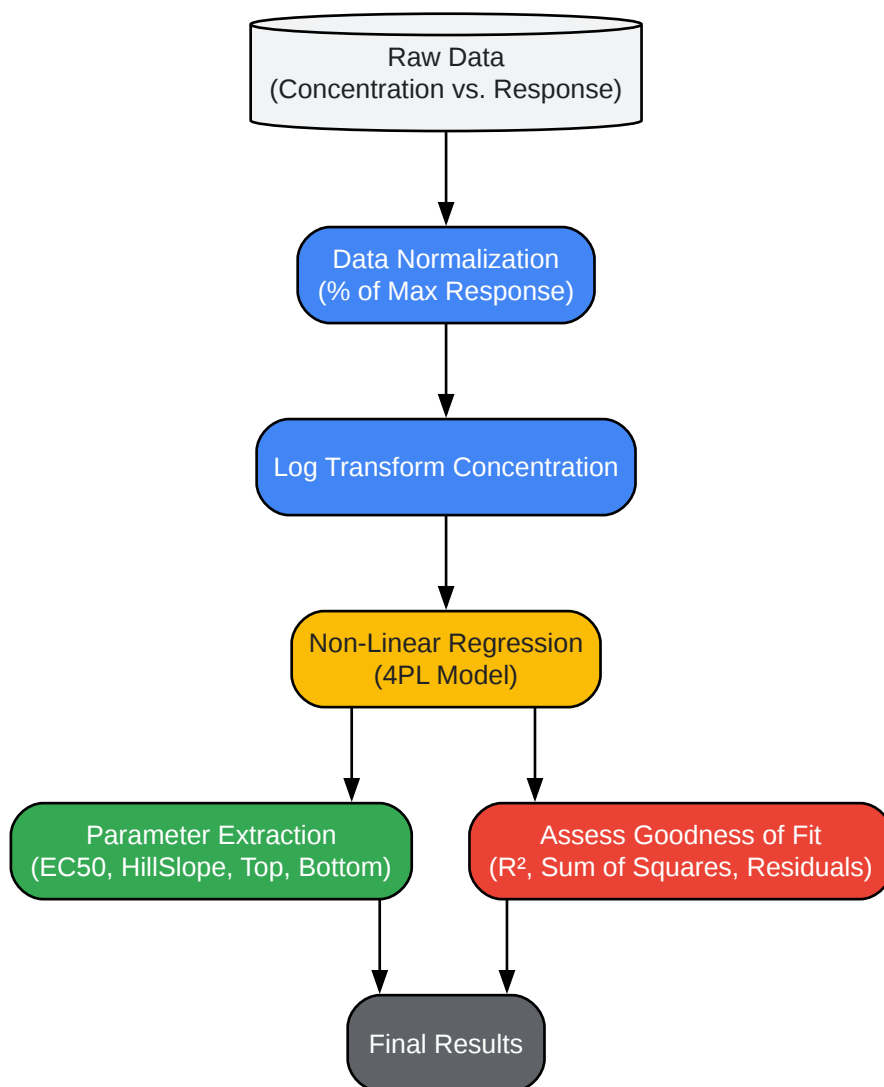 Raw Data
(Concentration vs. Response)
Data Normalization
(% of Max Response)
Log Transform Concentration
Non-Linear Regression
(4PL Model)
Parameter Extraction
(EC50, HillSlope, Top, Bottom)
Assess Goodness of Fit
(R², Sum of Squares, Residuals)
Final Results